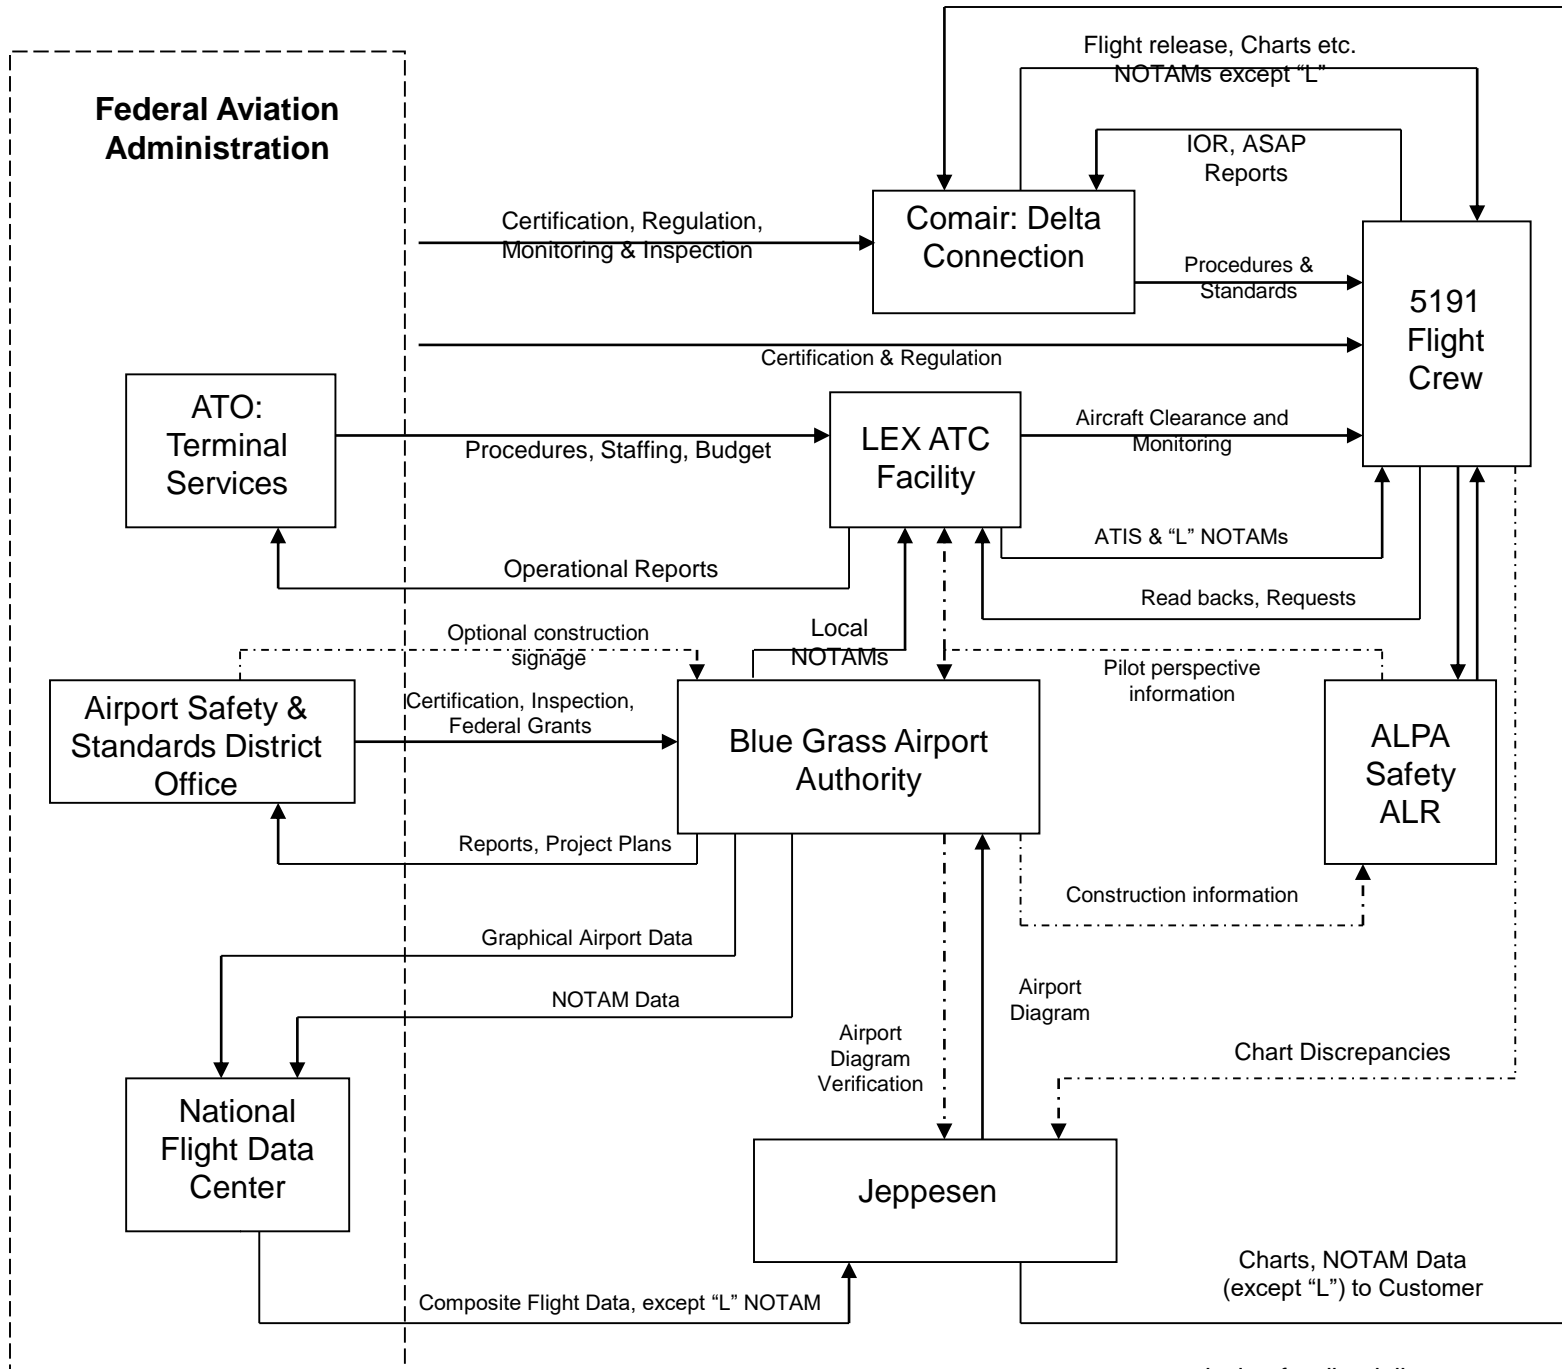 Flight release, Charts etc.
NOTAMs except “L”
Federal Aviation
Administration
IOR, ASAP
Reports
Certification, Regulation,
Monitoring & Inspection
Comair: Delta
Connection
Procedures &
Standards
5191
Flight
Crew
Certification & Regulation
ATO:
Terminal
Services
Procedures, Staffing, Budget
LEX ATC
Facility
Aircraft Clearance and
Monitoring
ATIS & “L” NOTAMs
Operational Reports
Read backs, Requests
Optional construction
signage
Local
NOTAMs
Pilot perspective
information
Airport Safety &
Standards District
Office
Certification, Inspection,
Federal Grants
Blue Grass Airport
Authority
ALPA
Safety
ALR
Reports, Project Plans
Construction information
Graphical Airport Data
NOTAM Data
Airport
Diagram
Airport
Diagram
Verification
Chart Discrepancies
National
Flight Data
Center
Jeppesen
Charts, NOTAM Data
(except “L”) to Customer
Composite Flight Data, except “L” NOTAM